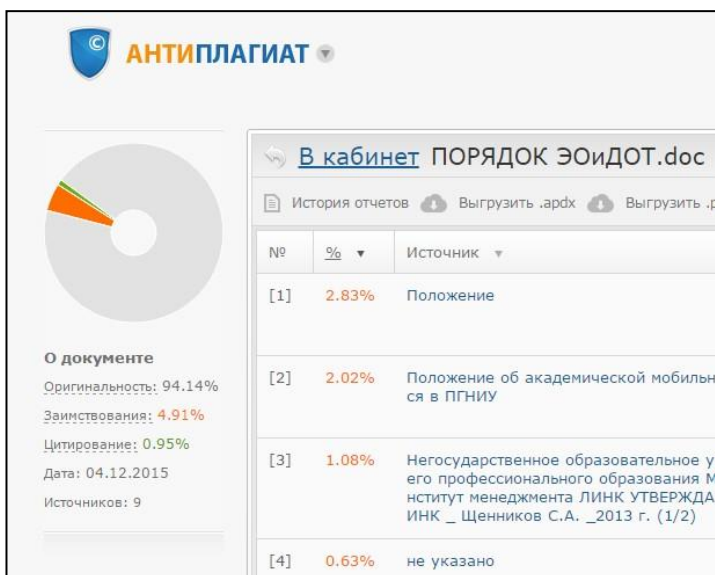 ©
АНТИПЛАГИАТ
В кабинет ПОРЯДОК ЭОиДОТ.doc
История отчетов Выгрузить .apdx Выгрузить
№ % Источник
[1] 2.83% Положение
[2] 2.02% Положение об академической мобильн
ся в ПГНИУ
[3] 1.08% Негосударственное образовательное у
его профессионального образования М
нститут менеджмента ЛИНК УТВЕРЖДА
ИНК _ Щенников С.А. _2013 г. (1/2)
[4] 0.63% не указано
О документе
Оригинальность: 94.14%
Заимствования: 4.91%
Цитирование: 0.95%
Дата: 04.12.2015
Источников: 9